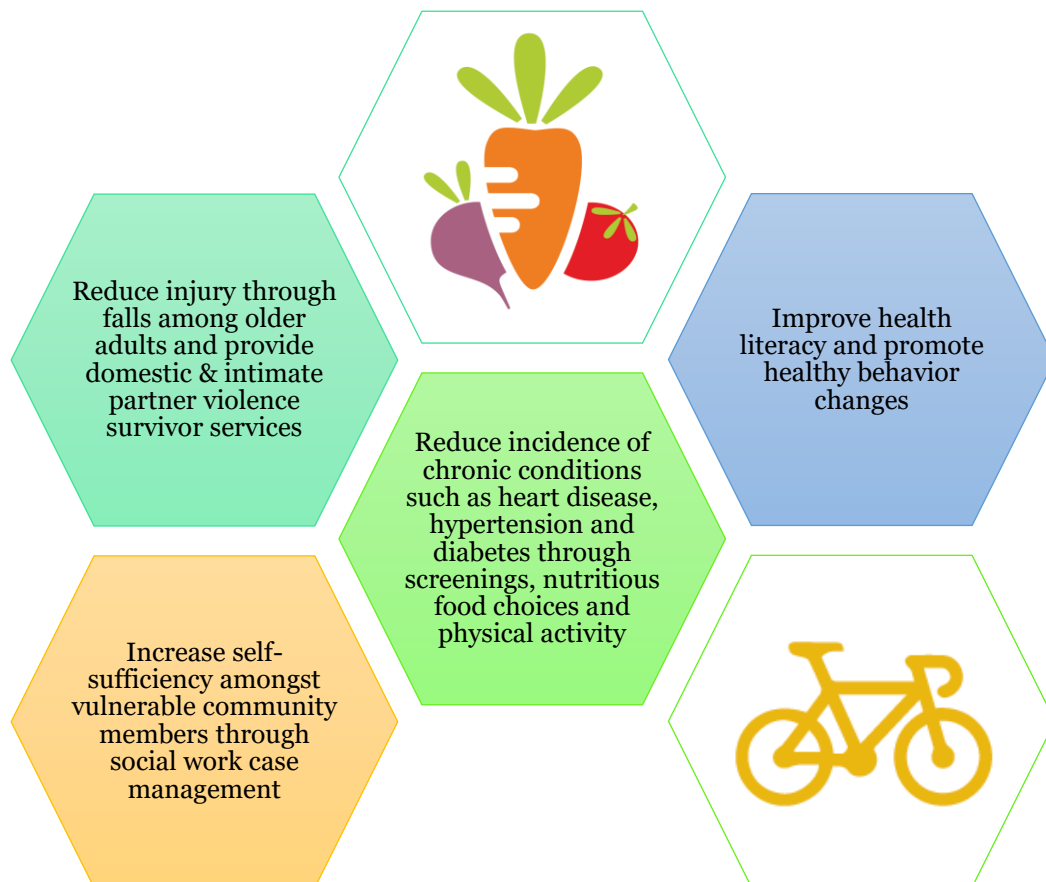 Reduce injury through
falls among older
adults and provide
domestic & intimate
partner violence
survivor services
Improve health
literacy and promote
healthy behavior
changes
Reduce incidence of
chronic conditions
such as heart disease,
hypertension and
diabetes through
screenings, nutritious
food choices and
physical activity
Increase self-
sufficiency amongst
vulnerable community
members through
social work case
management